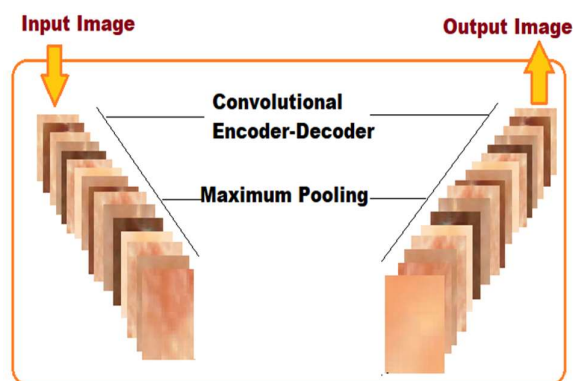 Input Image
Output Image
Convolutional
Encoder-Decoder
Maximum Pooling